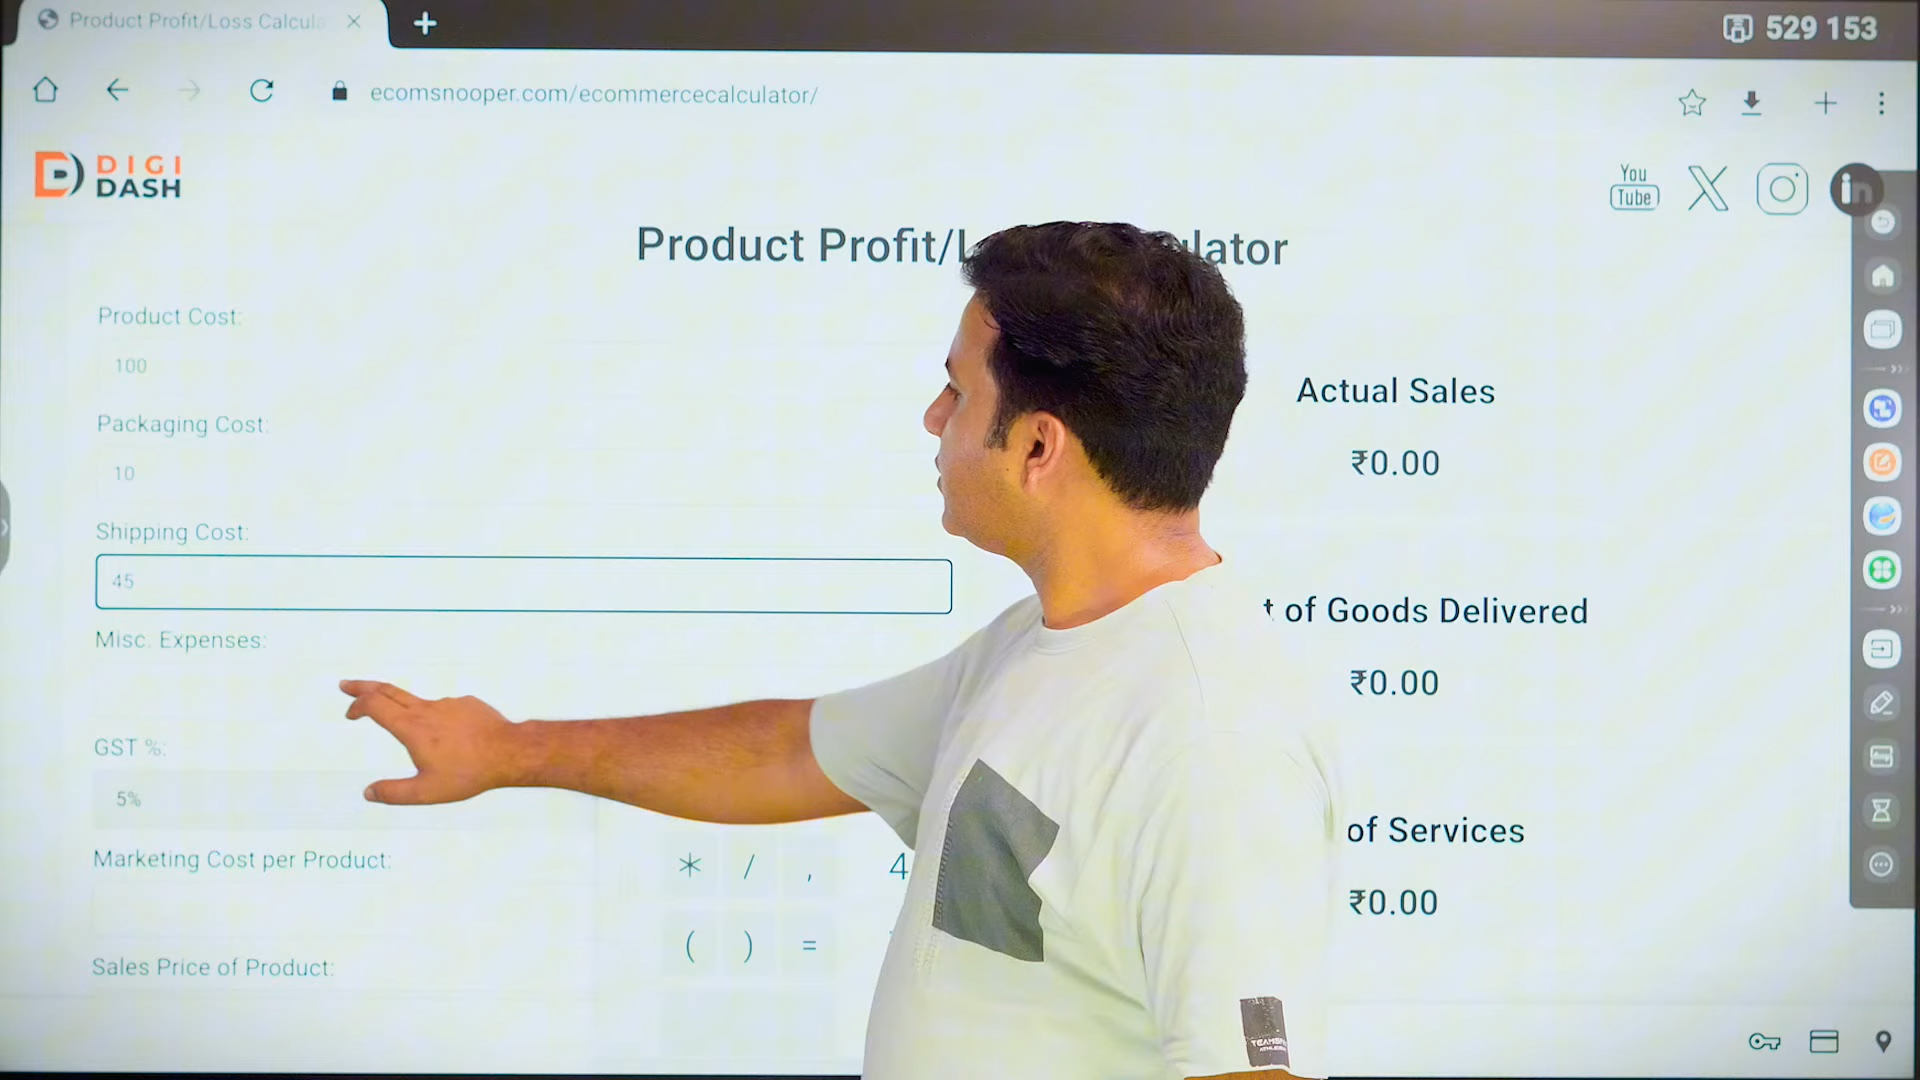 Product Profit/Loss Calcula
529 153
ecomsnooper.com/ecommercecalculator/
DIGI
DASH
You
Tube
in
Product Profit/L
lator
Product Cost:
100
Packaging Cost:
10
Shipping Cost:
45
Misc. Expenses:
GST %:
5%
Marketing Cost per Product:
Sales Price of Product:
* / , 4
( ) =
Actual Sales
₹0.00
t of Goods Delivered
₹0.00
of Services
₹0.00